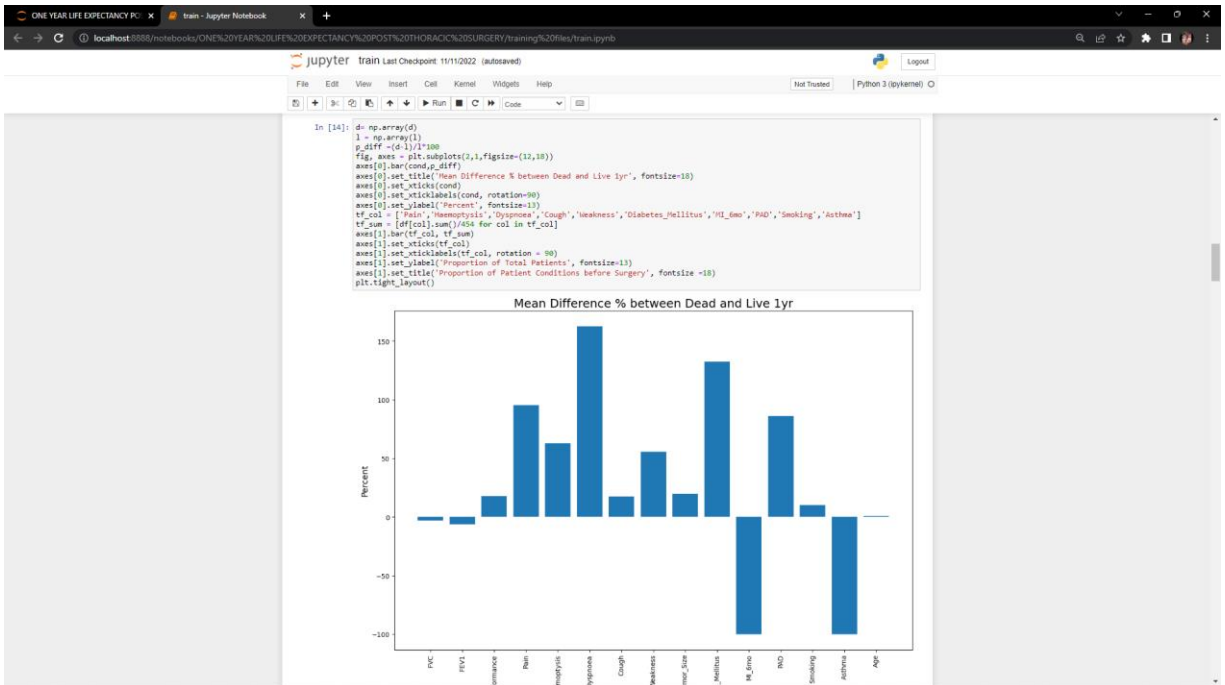 ONE YEAR LIFE EXPECTANCY PO
train - Jupyter Notebook
localhost:8888/notebooks/ONE%20YEAR%20LIFE%20EXPECTANCY%20POST%20THORACIC%20SURGERY/training%20files/train.ipynb
jupyter train Last Checkpoint: 11/11/2022 (autosaved)
Logout
File Edit View Insert Cell Kernel Widgets Help
Not Trusted
Python 3 (ipykernel)
Run
Code
In [14]: d= np.array(d)
l = np.array(l)
p_diff =(d-l)/l*100
fig, axes = plt.subplots(2,1,figsize=(12,18))
axes[0].bar(cond,p_diff)
axes[0].set_title('Mean Difference % between Dead and Live 1yr', fontsize=18)
axes[0].set_xticks(cond)
axes[0].set_xticklabels(cond, rotation=90)
axes[0].set_ylabel('Percent', fontsize=13)
tf_col = ['Pain','Haemoptysis','Dyspnoea','Cough','Weakness','Diabetes_Mellitus','MI_6mo','PAD','Smoking','Asthma']
tf_sum = [df[col].sum()/454 for col in tf_col]
axes[1].bar(tf_col, tf_sum)
axes[1].set_xticks(tf_col)
axes[1].set_xticklabels(tf_col, rotation = 90)
axes[1].set_ylabel('Proportion of Total Patients', fontsize=13)
axes[1].set_title('Proportion of Patient Conditions before Surgery', fontsize =18)
plt.tight_layout()
Mean Difference % between Dead and Live 1yr
150
100
50
0
−50
−100
Percent
FVC
FEV1
ormance
Pain
moptysis
yspnoea
Cough
Weakness
mor_Size
_Mellitus
MI_6mo
PAD
Smoking
Asthma
Age